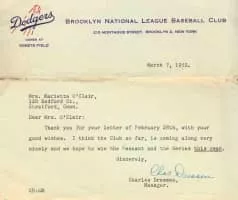 Dodgers
BROOKLYN NATIONAL LEAGUE BASEBALL CLUB
215 MONTAGUE STREET, BROOKLYN 2, NEW YORK
EBBETS FIELD
March 7, 1952.
Mrs. Marietta O'Clair,
Bedford St.,
Stratford, Conn.
Dear Mrs. O'Clair:
Thank you for your letter of February 28th, with your
good wishes. I think the Club so far, is coming along very
nicely and we hope to win the Pennant and the Series this year.
Sincerely,
Chas Dressen
Charles Dressen,
Manager.